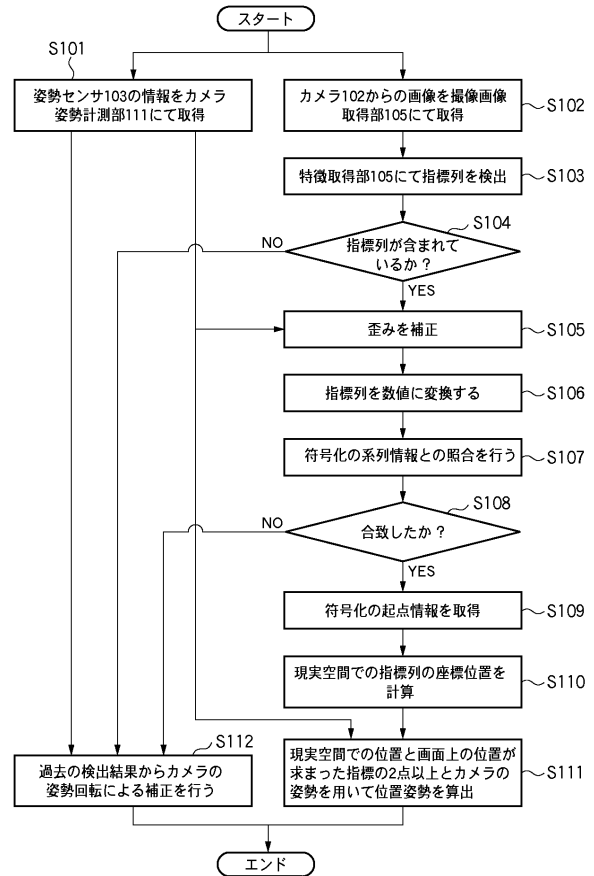 スタート
S101
姿勢センサ103の情報をカメラ
姿勢計測部111にて取得
カメラ102からの画像を撮像画像
取得部105にて取得
S102
特徴取得部105にて指標列を検出
S103
S104
指標列が含まれて
いるか？
NO
YES
歪みを補正
S105
指標列を数値に変換する
S106
符号化の系列情報との照合を行う
S107
S108
合致したか？
NO
YES
符号化の起点情報を取得
S109
現実空間での指標列の座標位置を
計算
S110
S112
過去の検出結果からカメラの
姿勢回転による補正を行う
現実空間での位置と画面上の位置が
求まった指標の2点以上とカメラの
姿勢を用いて位置姿勢を算出
S111
エンド